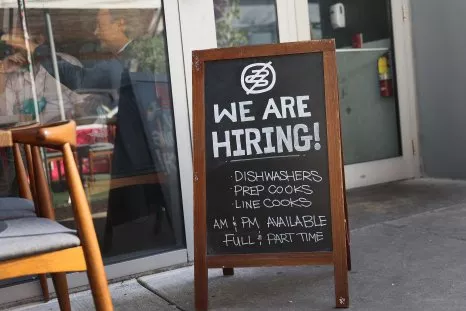 WE ARE
HIRING!
· DISHWASHERS
· PREP COOKS
· LINE COOKS
AM & PM AVAILABLE
FULL & PART TIME